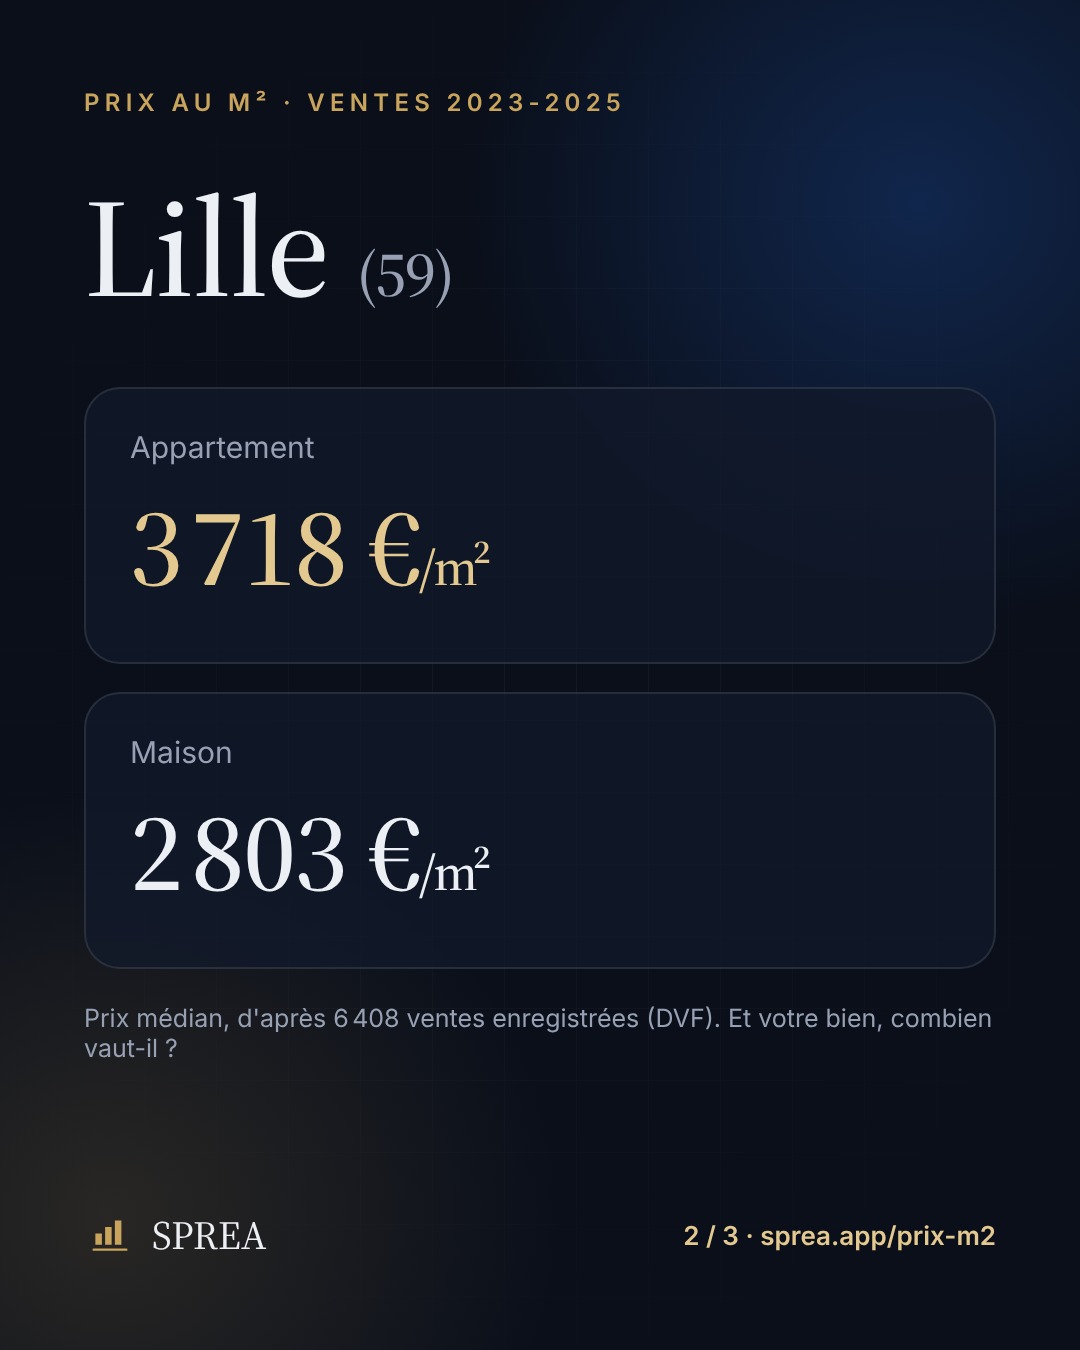 PRIX AU M² · VENTES 2023-2025
Lille (59)
Appartement
3 718 €/m²
Maison
2 803 €/m²
Prix médian, d'après 6 408 ventes enregistrées (DVF). Et votre bien, combien
vaut-il ?
SPREA
2 / 3 · sprea.app/prix-m2